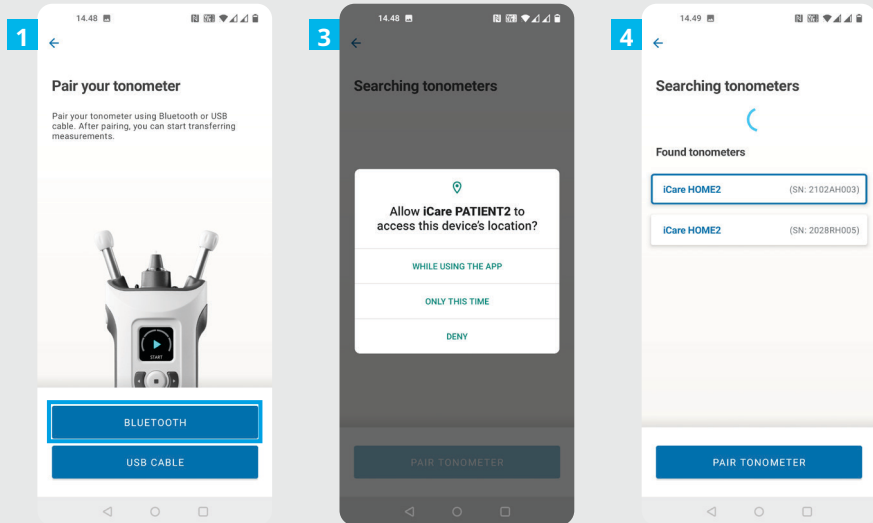 1
14.48
Pair your tonometer
Pair your tonometer using Bluetooth or USB
cable. After pairing, you can start transferring
measurements.
START
BLUETOOTH
USB CABLE
3
14.48
Searching tonometers
Allow iCare PATIENT2 to
access this device's location?
WHILE USING THE APP
ONLY THIS TIME
DENY
PAIR TONOMETER
4
14.49
Searching tonometers
Found tonometers
iCare HOME2 (SN: 2102AH003)
iCare HOME2 (SN: 2028RH005)
PAIR TONOMETER